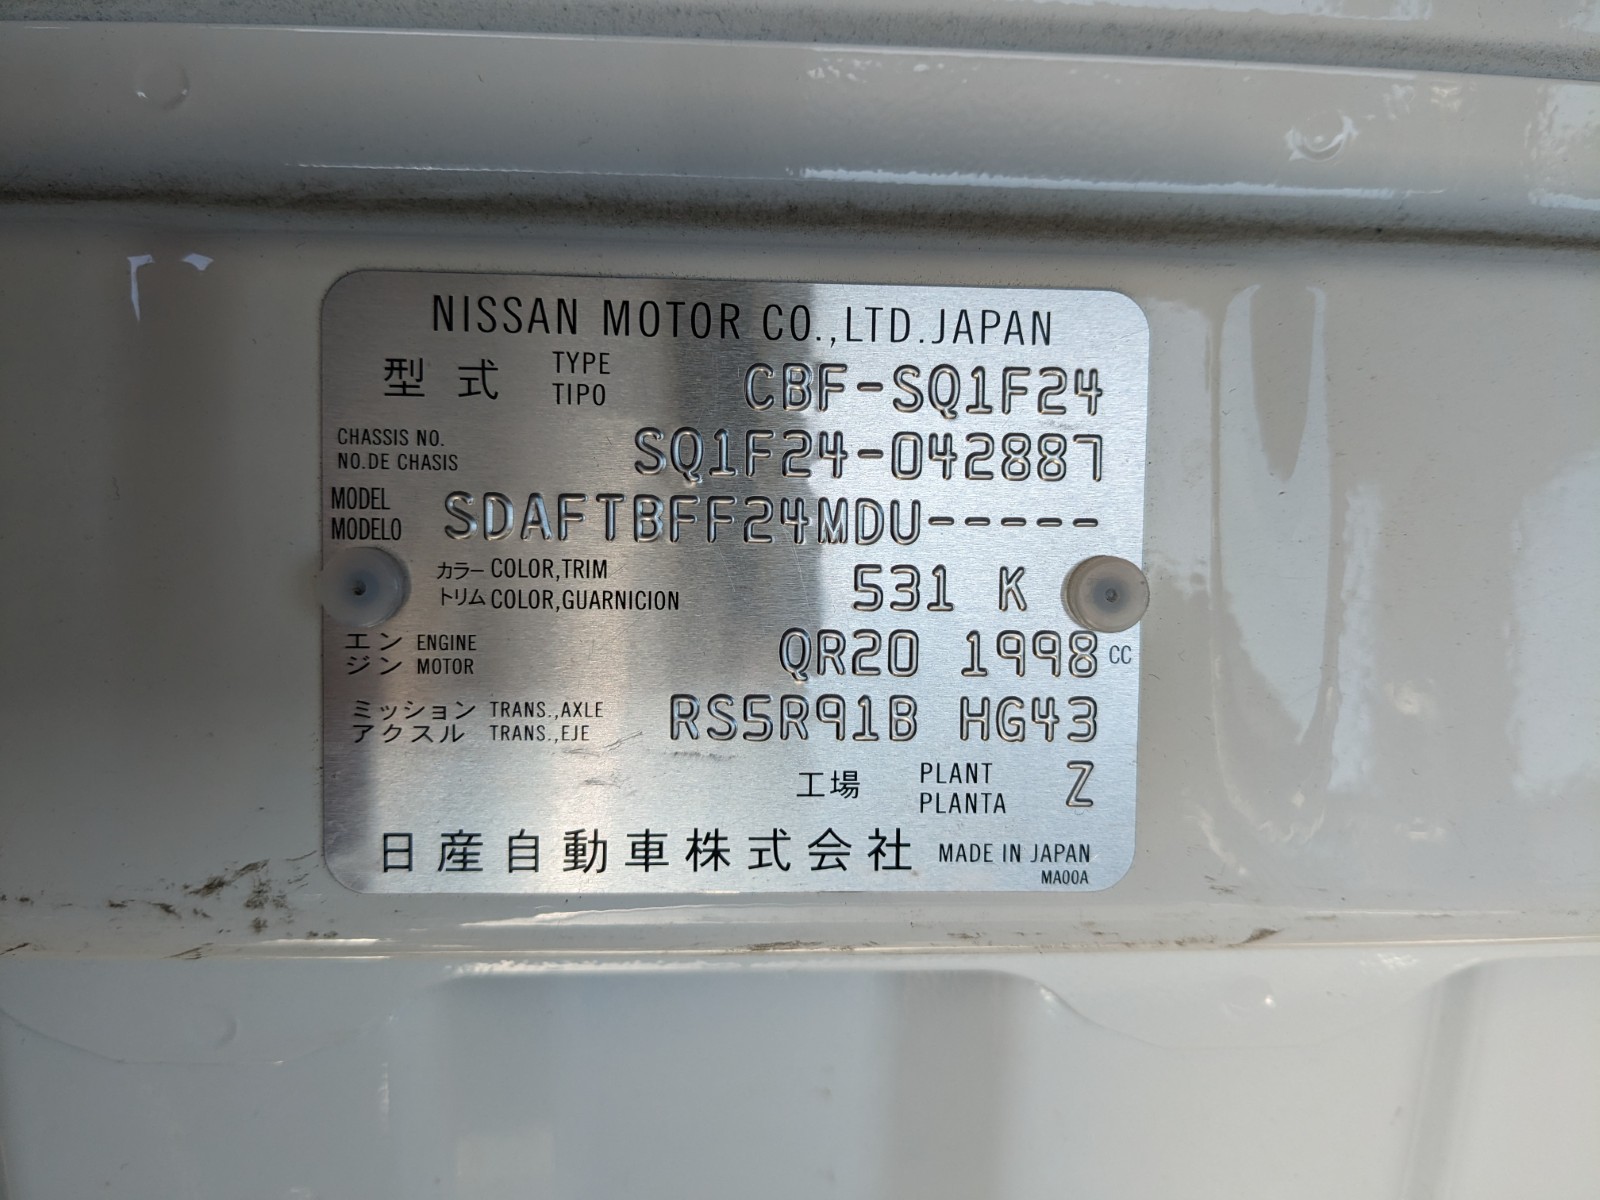 NISSAN MOTOR CO.,LTD.JAPAN
型式 TYPE TIPO CBF-SQ1F24
CHASSIS NO. NO.DE CHASIS SQ1F24-042887
MODEL MODELO SDAFTBFF24MDU-----
カラー COLOR,TRIM トリム COLOR,GUARNICION 531 K
エンジン ENGINE MOTOR QR20 1998 CC
ミッション TRANS.,AXLE アクスル TRANS.,EJE RS5R91B HG43
工場 PLANT PLANTA Z
日産自動車株式会社 MADE IN JAPAN
MA00A